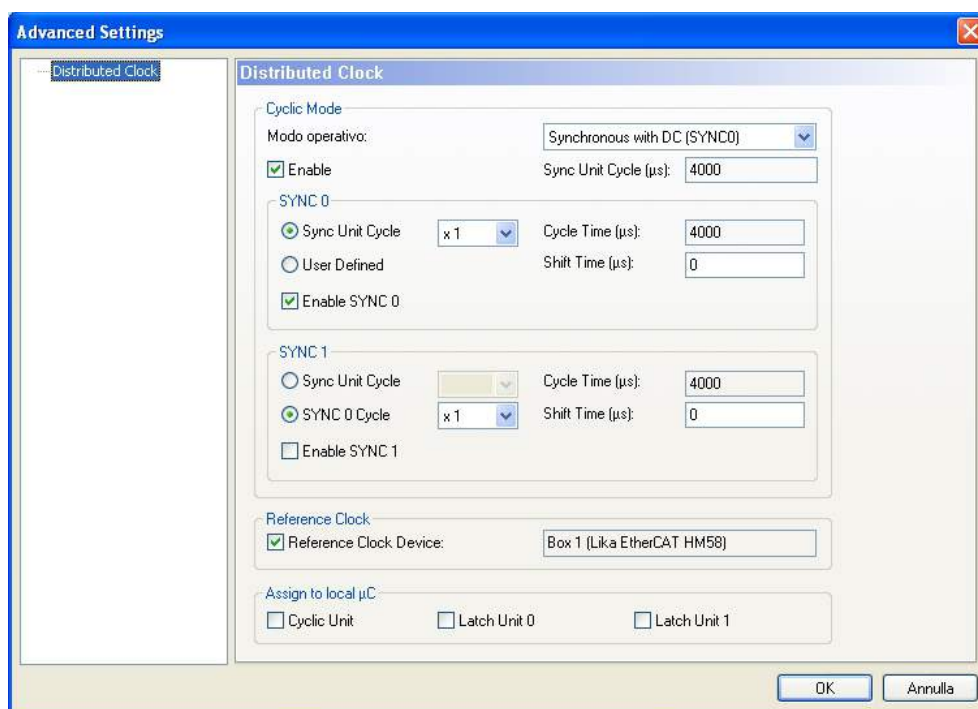 Advanced Settings
Distributed Clock
Distributed Clock
Cyclic Mode
Modo operativo: Synchronous with DC (SYNC0)
Enable Sync Unit Cycle (µs): 4000
SYNC 0
Sync Unit Cycle x 1 Cycle Time (µs): 4000
User Defined Shift Time (µs): 0
Enable SYNC 0
SYNC 1
Sync Unit Cycle Cycle Time (µs): 4000
SYNC 0 Cycle x 1 Shift Time (µs): 0
Enable SYNC 1
Reference Clock
Reference Clock Device: Box 1 (Lika EtherCAT HM58)
Assign to local µC
Cyclic Unit Latch Unit 0 Latch Unit 1
OK Annulla